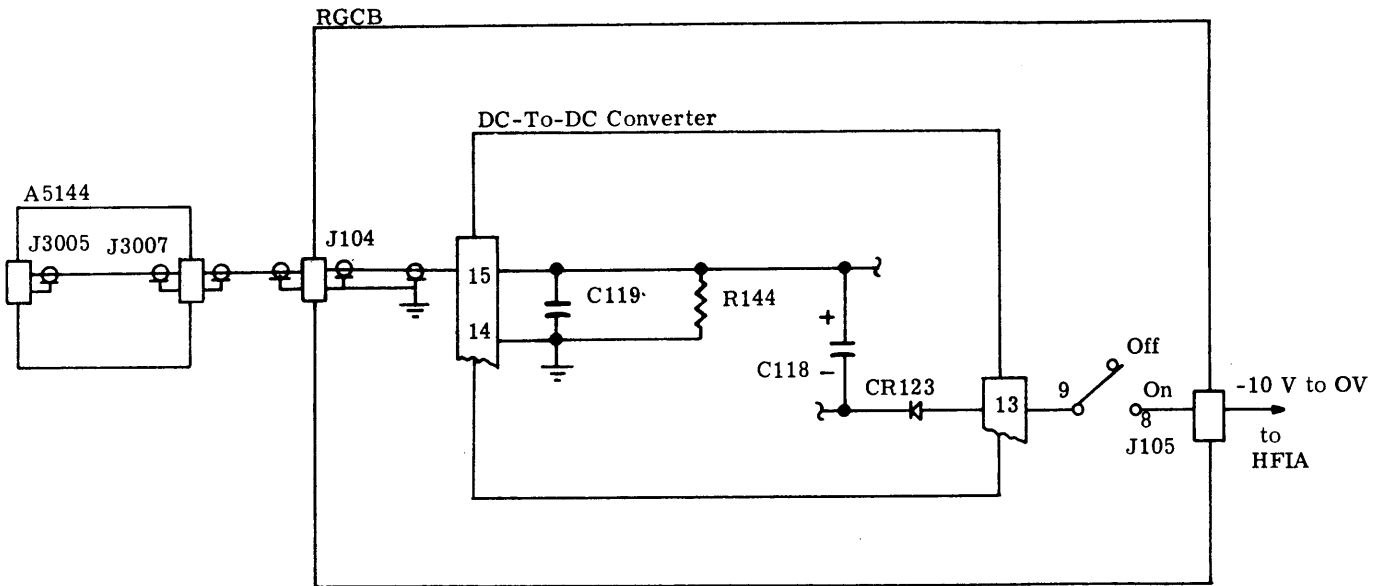 RGCB
DC-To-DC Converter
A5144
J3005
J3007
J104
15
C119
R144
14
+
C118
–
CR123
13
9
Off
On
8
J105
-10 V to OV
to
HFIA